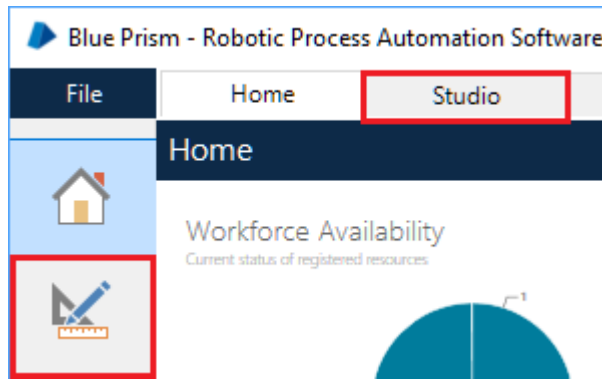 Blue Prism - Robotic Process Automation Software
File Home Studio
Home
Workforce Availability
Current status of registered resources
1